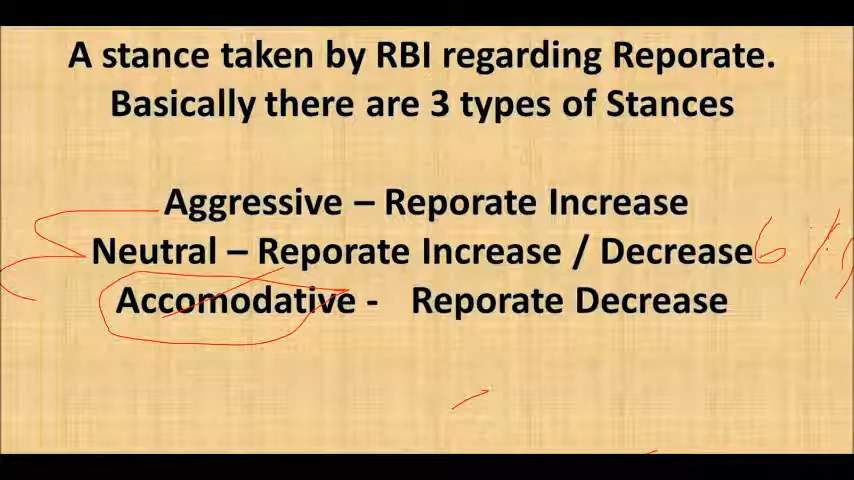 A stance taken by RBI regarding Reporate.
Basically there are 3 types of Stances
Aggressive – Reporate Increase
Neutral – Reporate Increase / Decrease
Accomodative - Reporate Decrease